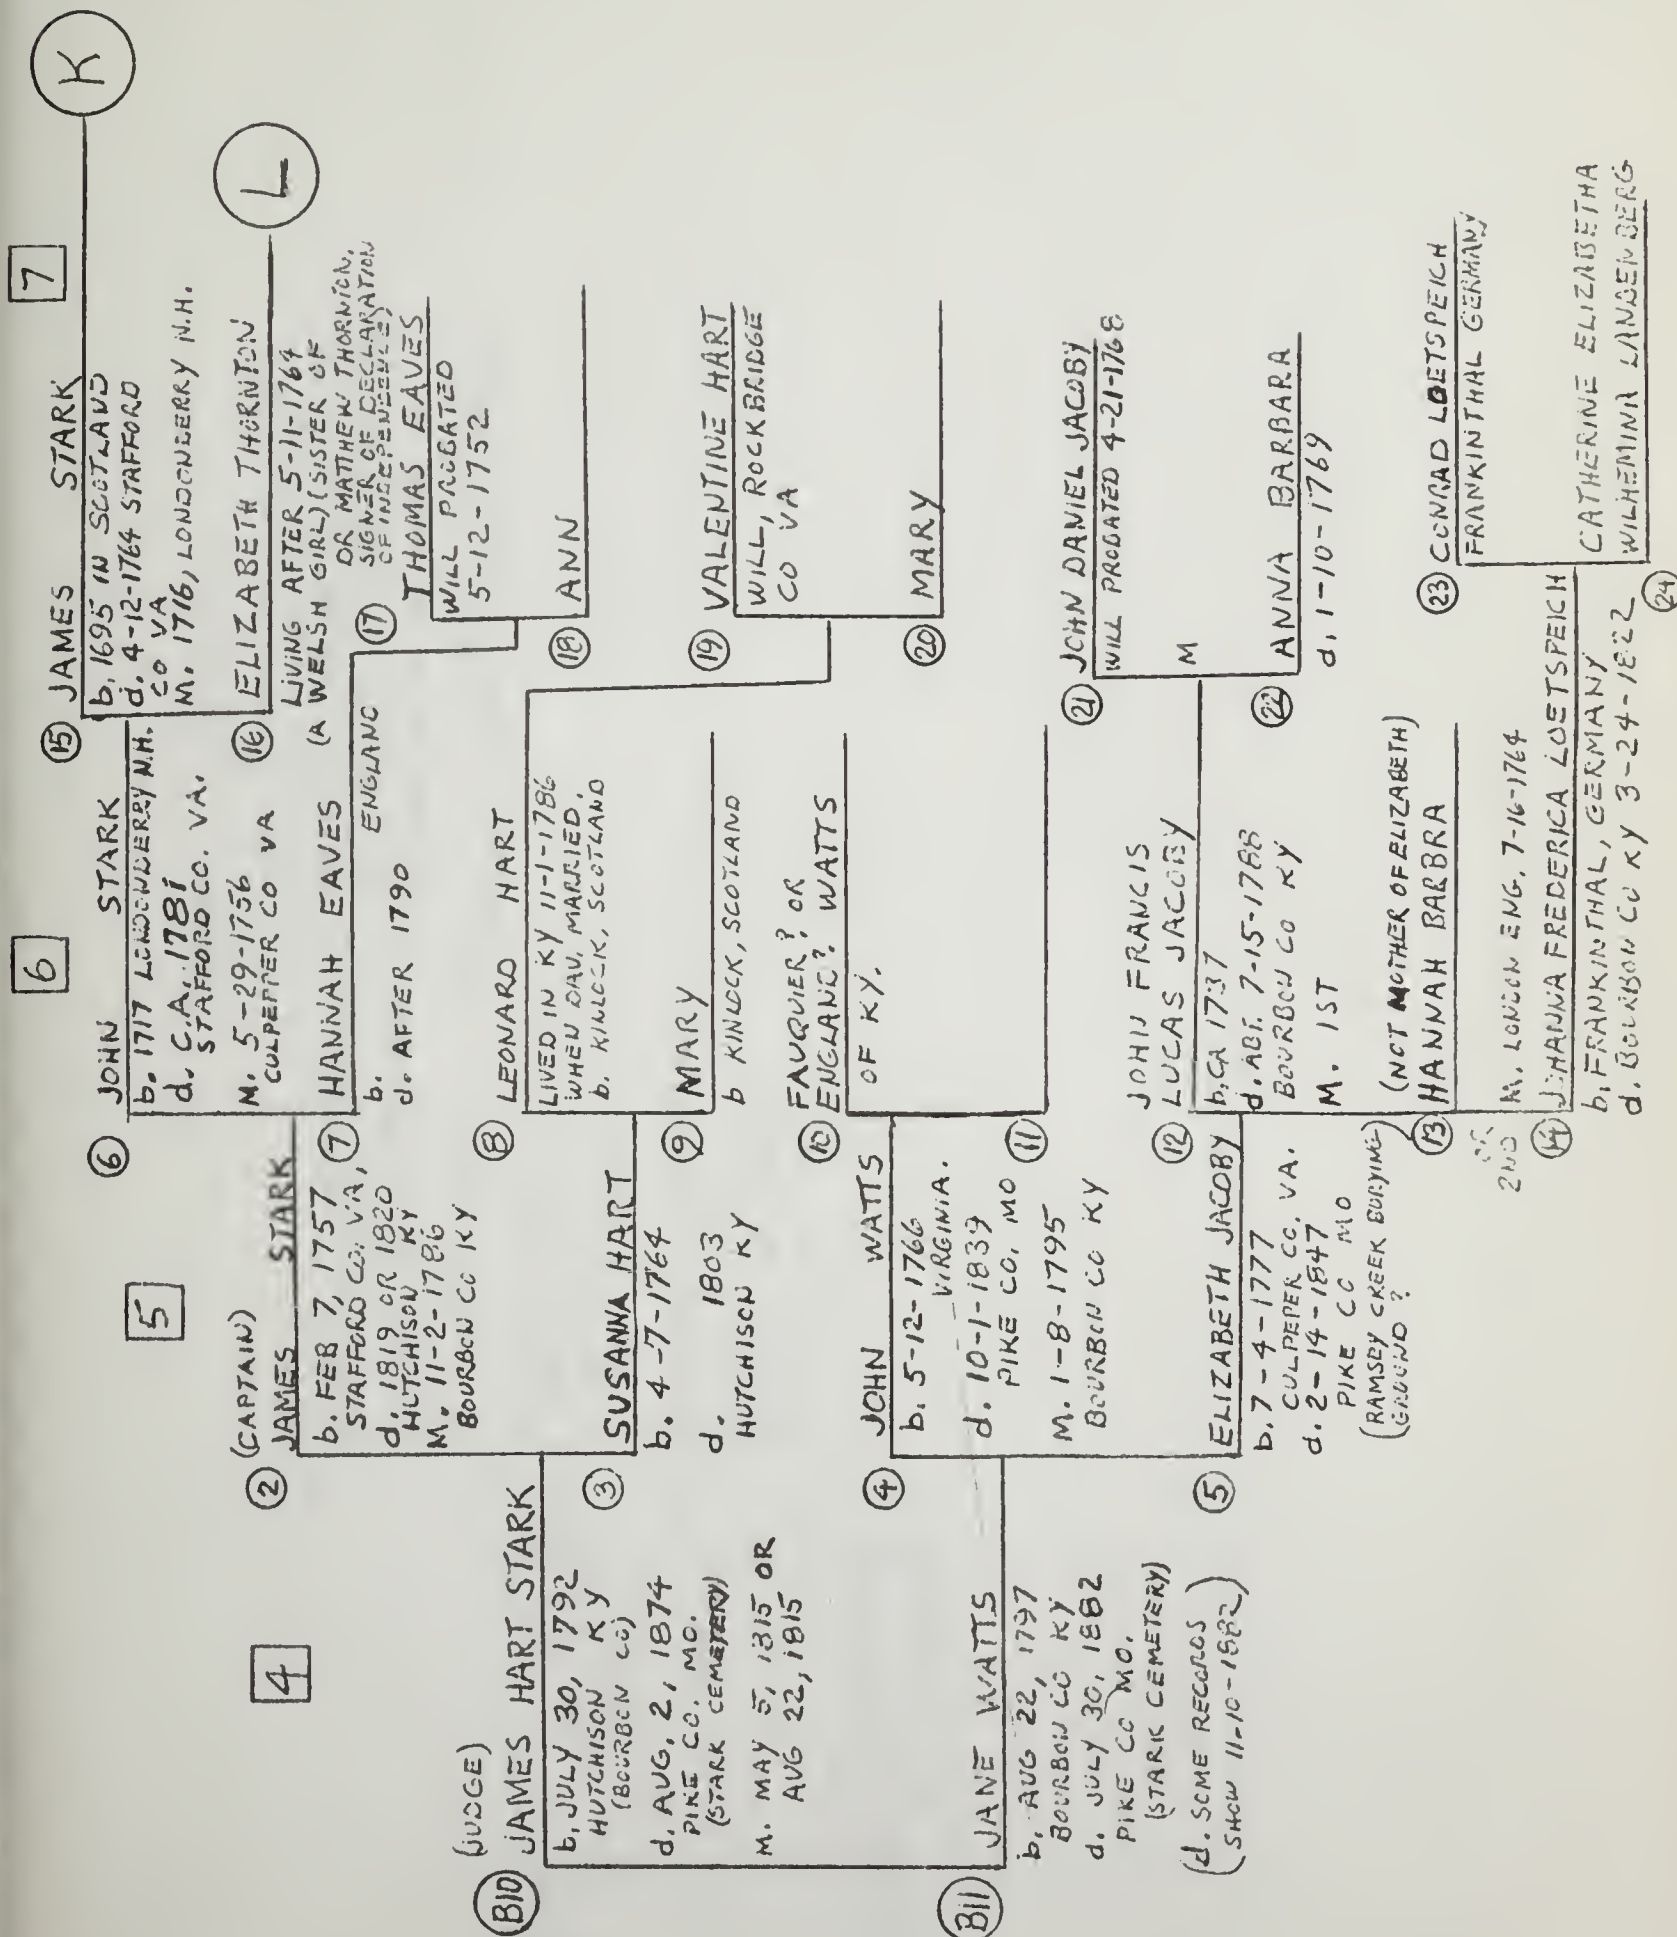 4
5
6
7
(JUDGE)
B10
JAMES HART STARK
b. JULY 30, 1792
HUTCHISON KY
(BOURBON CO)
d. AUG, 2, 1874
PIKE CO. MO.
(STARK CEMETERY)
M. MAY 5, 1815 OR
AUG 22, 1815
B11
JANE WATTS
b. AUG 22, 1797
BOURBON CO KY
d. JULY 30, 1882
PIKE CO MO.
(STARK CEMETERY)
(d. SOME RECORDS
SHOW 11-10-1882)
(CAPTAIN)
2
JAMES STARK
b. FEB 7, 1757
STAFFORD CO. VA,
d. 1819 OR 1820
HUTCHISON KY
M. 11-2-1786
BOURBON CO KY
3
SUSANNA HART
b. 4-7-1764
d. 1803
HUTCHISON KY
4
JOHN WATTS
b. 5-12-1766
VIRGINIA.
d. 10-1-1839
PIKE CO, MO
M. 1-8-1795
BOURBON CO KY
5
ELIZABETH JACOBY
b. 7-4-1777
CULPEPER CO, VA.
d. 2-14-1847
PIKE CO MO
(RAMSEY CREEK BURYING
GROUND?)
6
JOHN STARK
b. 1717 LONDONDERRY N.H.
d. C.A. 1781
STAFFORD CO. VA.
M. 5-29-1756
CULPEPPER CO VA
7
HANNAH EAVES
b. ENGLAND
d. AFTER 1790
8
LEONARD HART
LIVED IN KY 11-1-1786
WHEN DAU, MARRIED.
b. KINLOCK, SCOTLAND
9
MARY
b KINLOCK, SCOTLAND
10
FAUQUIER? OR
ENGLAND? WATTS
OF KY.
11
12
JOHN FRANCIS
LUCAS JACOBY
b. CA 1737
d. ABT. 7-15-1788
BOURBON CO KY
M. 1ST
(NOT MOTHER OF ELIZABETH)
13
HANNAH BARBRA
OR
2ND
M. LONDON ENG, 7-16-1764
14
JOHANNA FREDERICA LOETSPEICH
b. FRANKINTHAL, GERMANY
d. BOURBON CO KY 3-24-1822
15
JAMES STARK
K
b. 1695 IN SCOTLAND
d. 4-12-1764 STAFFORD
CO VA
M. 1716, LONDONDERRY N.H.
16
ELIZABETH THORNTON
L
LIVING AFTER 5-11-1764
(A WELSH GIRL) (SISTER OF
DR MATTHEW THORNTON,
SIGNER OF DECLARATION
OF INDEPENDENCE)
17
THOMAS EAVES
WILL PROBATED
5-12-1752
18
ANN
19
VALENTINE HART
WILL, ROCKBRIDGE
CO VA
20
MARY
21
JOHN DANIEL JACOBY
WILL PROBATED 4-21-1768
M
22
ANNA BARBARA
d. 1-10-1769
23
CONRAD LOETSPEICH
FRANKINTHAL GERMANY
CATHERINE ELIZABETHA
WILHEMINA LANDENBERG
24